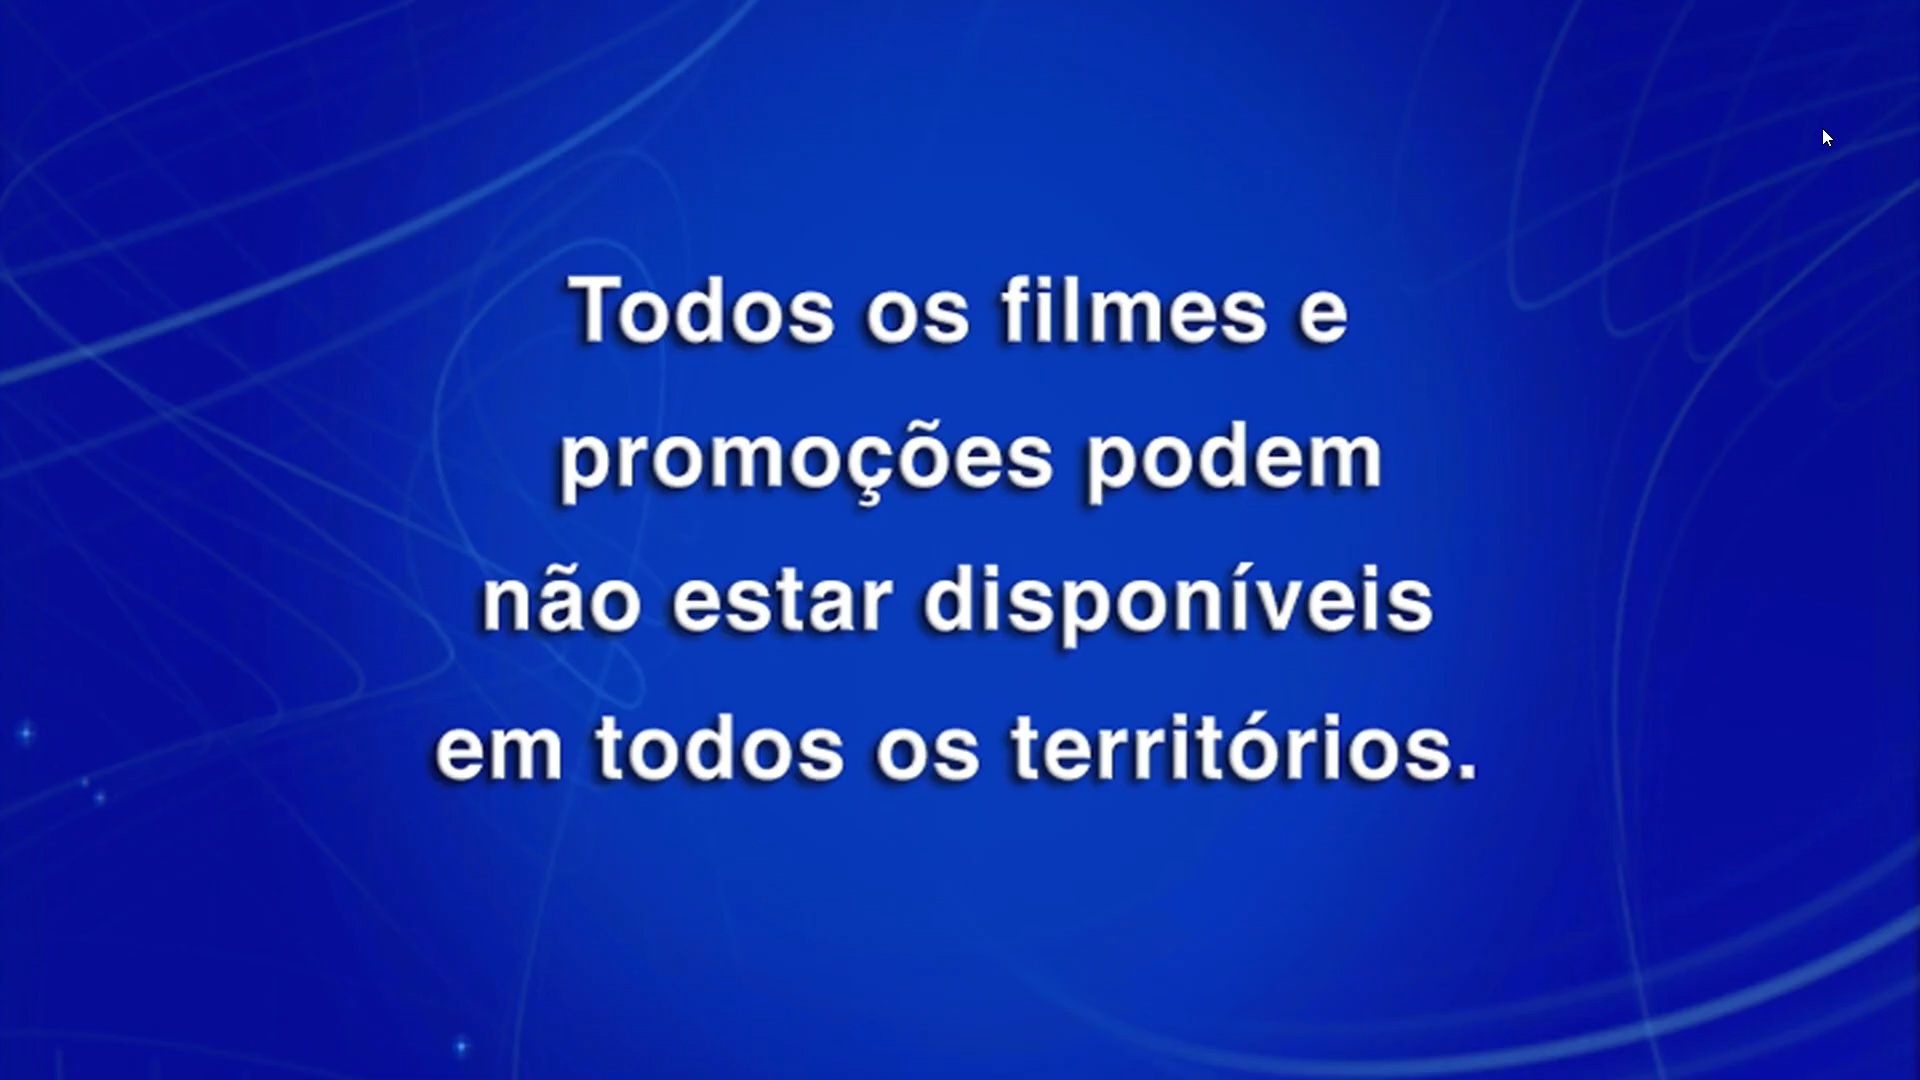 Todos os filmes e
promoções podem
não estar disponíveis
em todos os territórios.